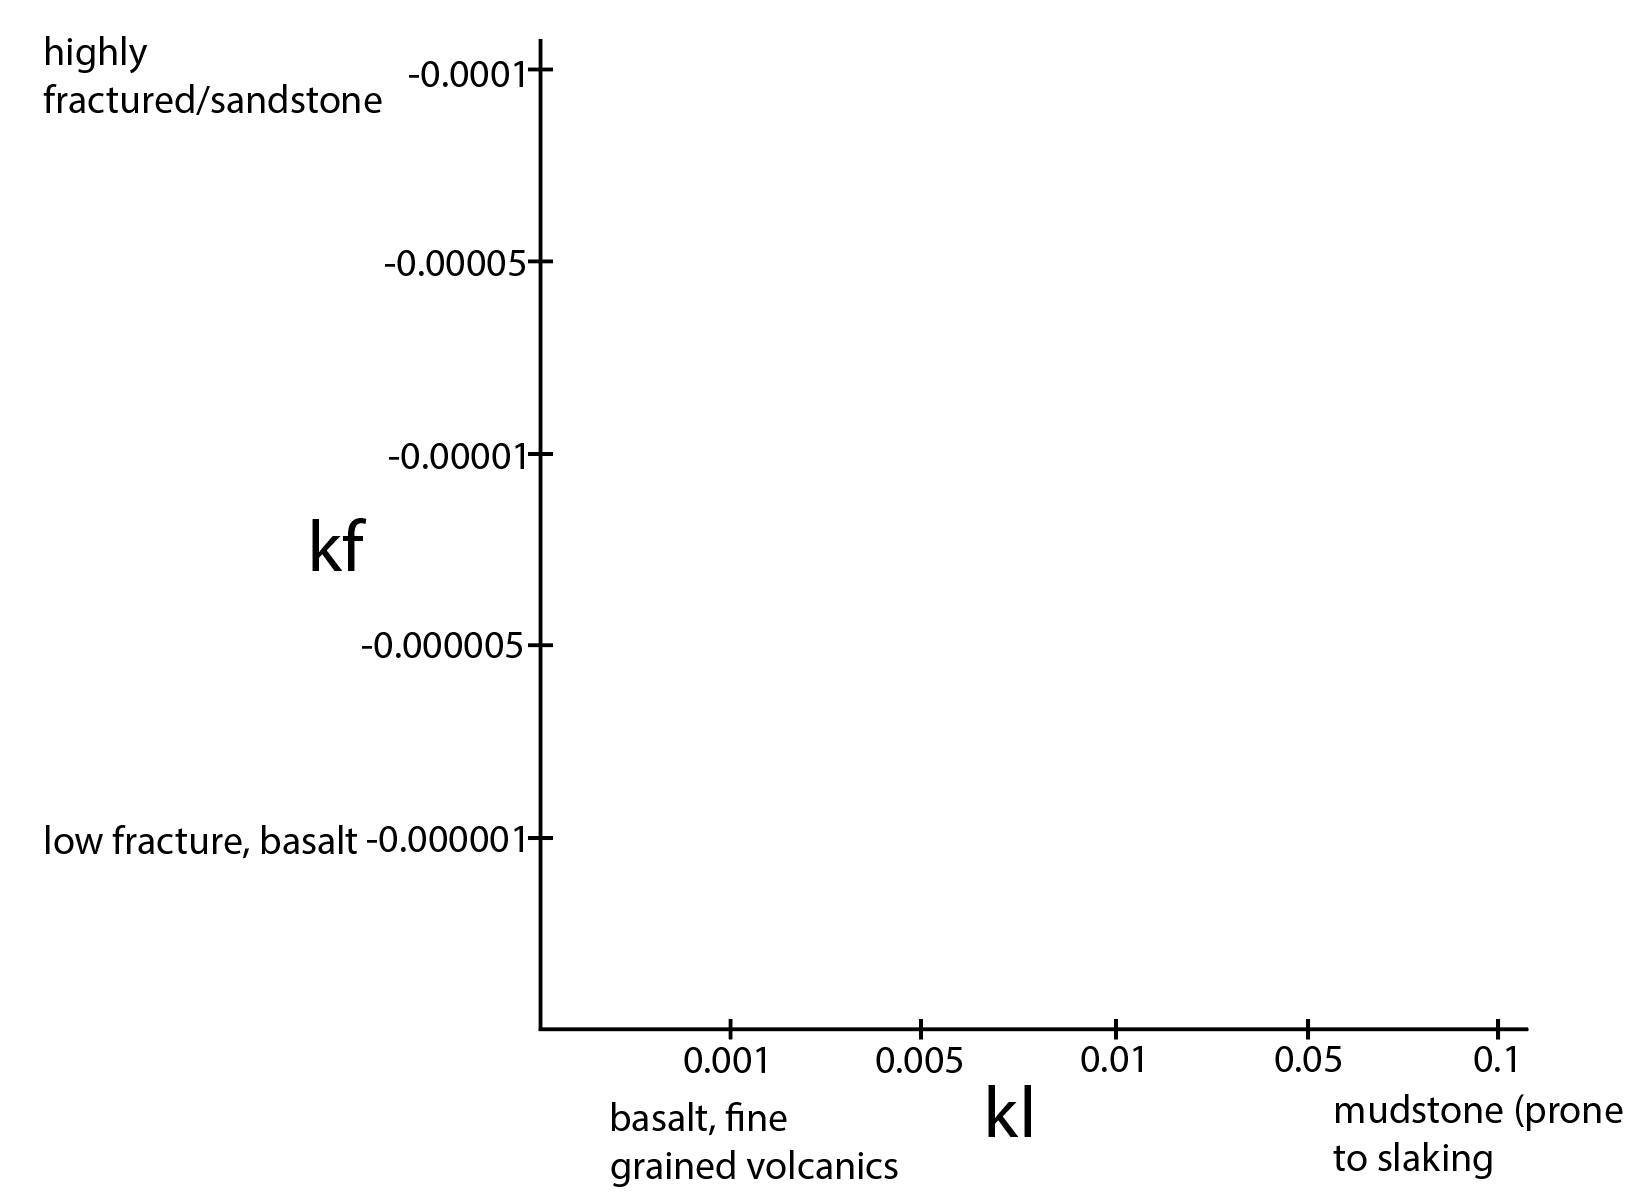 highly
fractured/sandstone
-0.0001
-0.00005
-0.00001
kf
-0.000005
low fracture, basalt
-0.000001
0.001
0.005
0.01
0.05
0.1
kl
basalt, fine
grained volcanics
mudstone (prone
to slaking